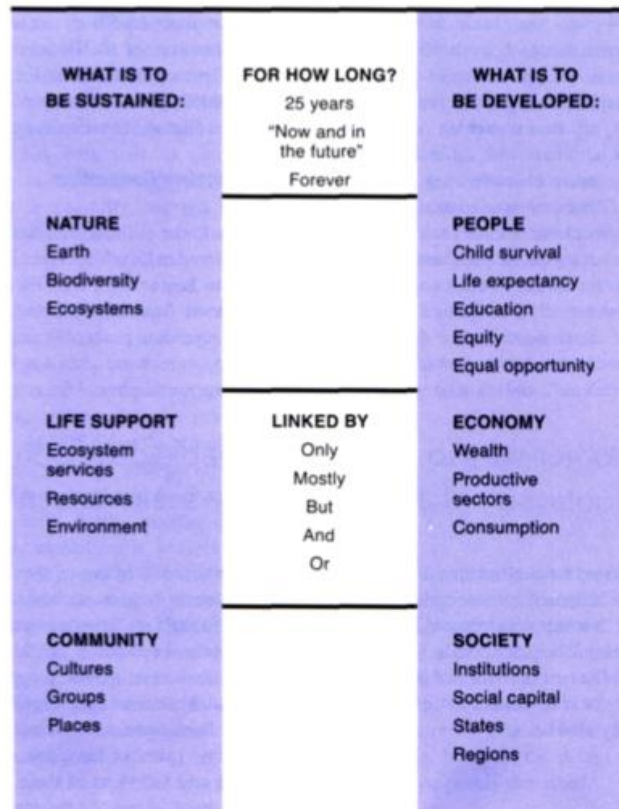 WHAT IS TO
BE SUSTAINED:
FOR HOW LONG?
25 years
“Now and in
the future”
Forever
WHAT IS TO
BE DEVELOPED:
NATURE
Earth
Biodiversity
Ecosystems
PEOPLE
Child survival
Life expectancy
Education
Equity
Equal opportunity
LIFE SUPPORT
Ecosystem
services
Resources
Environment
LINKED BY
Only
Mostly
But
And
Or
ECONOMY
Wealth
Productive
sectors
Consumption
COMMUNITY
Cultures
Groups
Places
SOCIETY
Institutions
Social capital
States
Regions